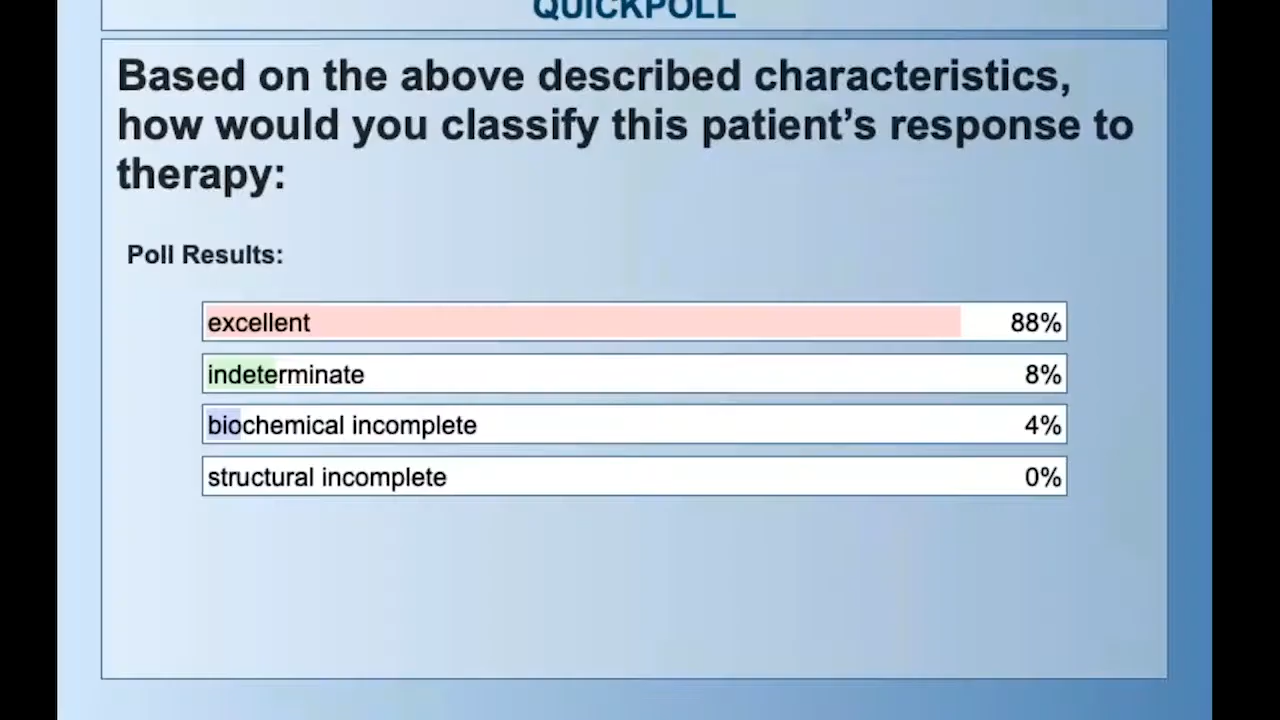 QUICKPOLL
Based on the above described characteristics,
how would you classify this patient’s response to
therapy:
Poll Results:
excellent 88%
indeterminate 8%
biochemical incomplete 4%
structural incomplete 0%